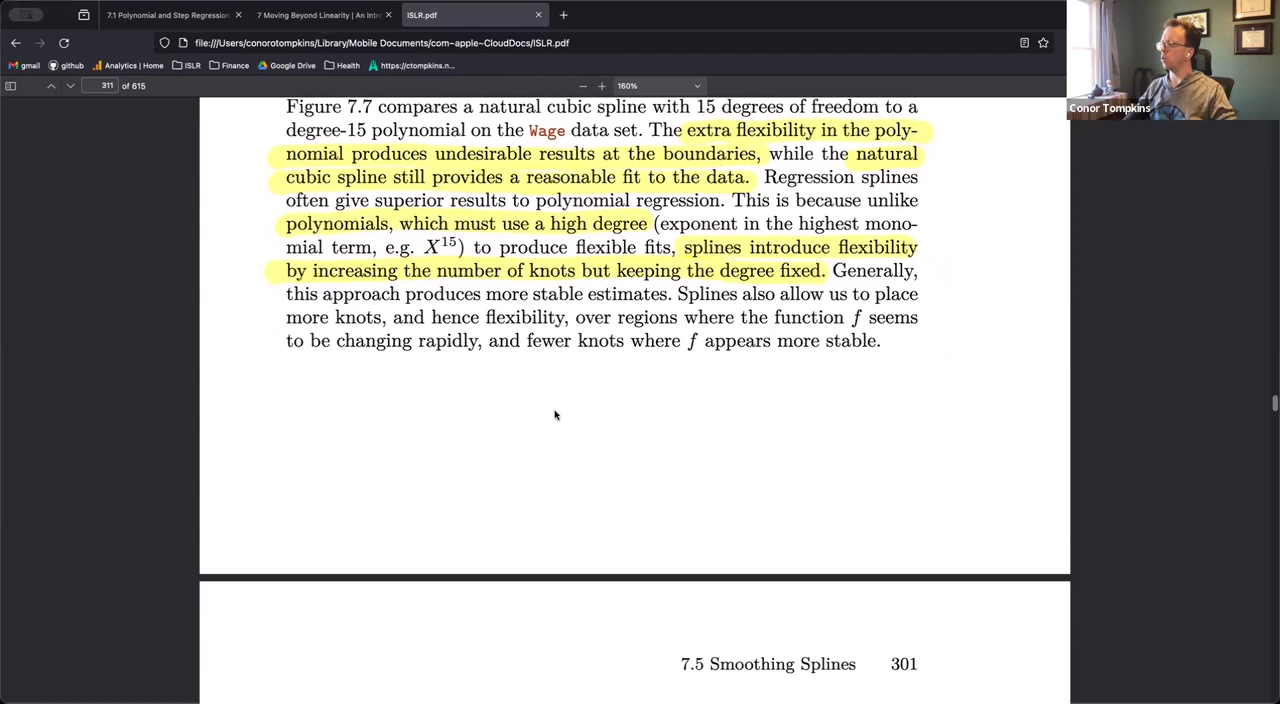 7.1 Polynomial and Step Regression
7 Moving Beyond Linearity | An Intr
ISLR.pdf
file:///Users/conorotompkins/Library/Mobile Documents/com~apple~CloudDocs/ISLR.pdf
gmail
github
Analytics | Home
ISLR
Finance
Google Drive
Health
https://ctompkins.n...
311 of 615
160%
Conor Tompkins
Figure 7.7 compares a natural cubic spline with 15 degrees of freedom to a
degree-15 polynomial on the Wage data set. The extra flexibility in the poly-
nomial produces undesirable results at the boundaries, while the natural
cubic spline still provides a reasonable fit to the data. Regression splines
often give superior results to polynomial regression. This is because unlike
polynomials, which must use a high degree (exponent in the highest mono-
mial term, e.g. X¹⁵) to produce flexible fits, splines introduce flexibility
by increasing the number of knots but keeping the degree fixed. Generally,
this approach produces more stable estimates. Splines also allow us to place
more knots, and hence flexibility, over regions where the function f seems
to be changing rapidly, and fewer knots where f appears more stable.
7.5 Smoothing Splines 301